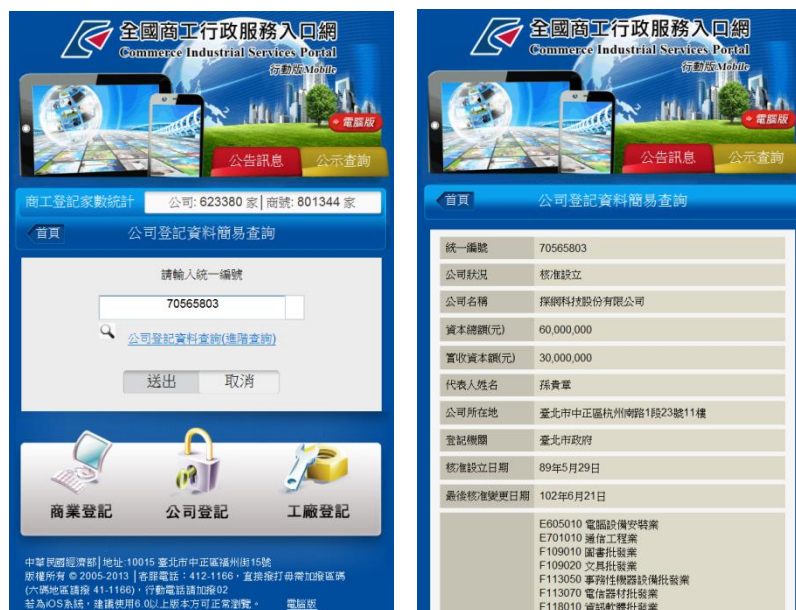 全國商工行政服務入口網
Commerce Industrial Services Portal
行動版Mobile
電腦版
公告訊息
公示查詢
商工登記家數統計
公司: 623380 家│商號: 801344 家
首頁
公司登記資料簡易查詢
請輸入統一編號
70565803
公司登記資料查詢(進階查詢)
送出
取消
商業登記
公司登記
工廠登記
中華民國經濟部│地址:10015 臺北市中正區福州街15號
版權所有 © 2005-2013│客服電話：412-1166，直接撥打毋需加撥區碼
(六碼地區請撥 41-1166)，行動電話請加撥02
若為iOS系統，建議使用6.0以上版本方可正常瀏覽。
電腦版
全國商工行政服務入口網
Commerce Industrial Services Portal
行動版Mobile
電腦版
公告訊息
公示查詢
首頁
公司登記資料簡易查詢
統一編號 70565803
公司狀況 核准設立
公司名稱 探網科技股份有限公司
資本總額(元) 60,000,000
實收資本額(元) 30,000,000
代表人姓名 孫貴章
公司所在地 臺北市中正區杭州南路1段23號11樓
登記機關 臺北市政府
核准設立日期 89年5月29日
最後核准變更日期 102年6月21日
E605010 電腦設備安裝業
E701010 通信工程業
F109010 圖書批發業
F109020 文具批發業
F113050 事務性機器設備批發業
F113070 電信器材批發業
F118010 資訊軟體批發業